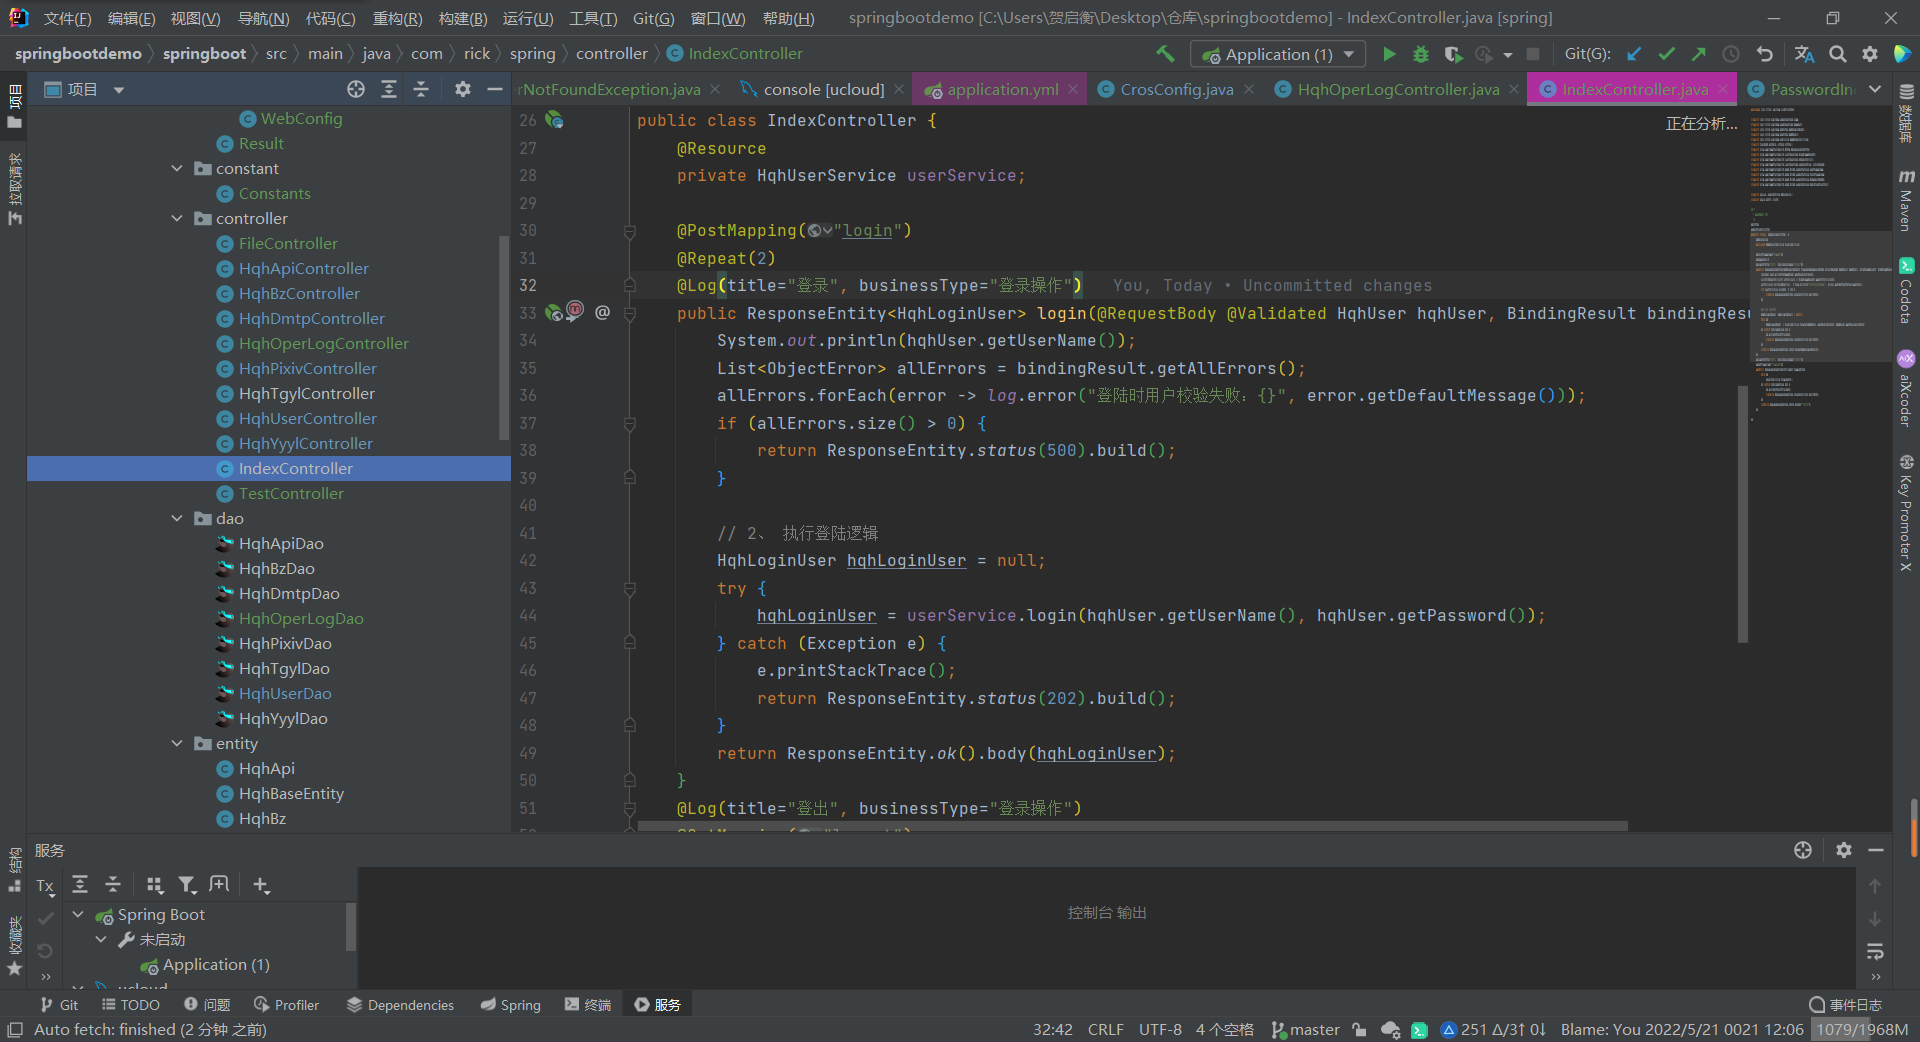 文件(F) 编辑(E) 视图(V) 导航(N) 代码(C) 重构(R) 构建(B) 运行(U) 工具(T) Git(G) 窗口(W) 帮助(H) springbootdemo [C:\Users\贺启衡\Desktop\仓库\springbootdemo] - IndexController.java [spring]
springbootdemo springboot src main java com rick spring controller IndexController Application (1) Git(G):
项目
rNotFoundException.java console [ucloud] application.yml CrosConfig.java HqhOperLogController.java IndexController.java PasswordIn
项目
拉取请求
结构
收藏夹
WebConfig
Result
constant
Constants
controller
FileController
HqhApiController
HqhBzController
HqhDmtpController
HqhOperLogController
HqhPixivController
HqhTgylController
HqhUserController
HqhYyylController
IndexController
TestController
dao
HqhApiDao
HqhBzDao
HqhDmtpDao
HqhOperLogDao
HqhPixivDao
HqhTgylDao
HqhUserDao
HqhYyylDao
entity
HqhApi
HqhBaseEntity
HqhBz
正在分析...
26 public class IndexController {
27 @Resource
28 private HqhUserService userService;
29
30 @PostMapping("login")
31 @Repeat(2)
32 @Log(title="登录", businessType="登录操作") You, Today • Uncommitted changes
33 @ public ResponseEntity<HqhLoginUser> login(@RequestBody @Validated HqhUser hqhUser, BindingResult bindingResu
34 System.out.println(hqhUser.getUserName());
35 List<ObjectError> allErrors = bindingResult.getAllErrors();
36 allErrors.forEach(error -> log.error("登陆时用户校验失败：{}", error.getDefaultMessage()));
37 if (allErrors.size() > 0) {
38 return ResponseEntity.status(500).build();
39 }
40
41 // 2、 执行登陆逻辑
42 HqhLoginUser hqhLoginUser = null;
43 try {
44 hqhLoginUser = userService.login(hqhUser.getUserName(), hqhUser.getPassword());
45 } catch (Exception e) {
46 e.printStackTrace();
47 return ResponseEntity.status(202).build();
48 }
49 return ResponseEntity.ok().body(hqhLoginUser);
50 }
51 @Log(title="登出", businessType="登录操作")
数据库
Maven
Codota
aiXcoder
Key Promoter X
服务
Tx
Spring Boot
未启动
Application (1)
ucloud
控制台 输出
Git TODO 问题 Profiler Dependencies Spring 终端 服务 事件日志
Auto fetch: finished (2 分钟 之前) 32:42 CRLF UTF-8 4 个空格 master 251 Δ/3↑ 0↓ Blame: You 2022/5/21 0021 12:06 1079/1968M